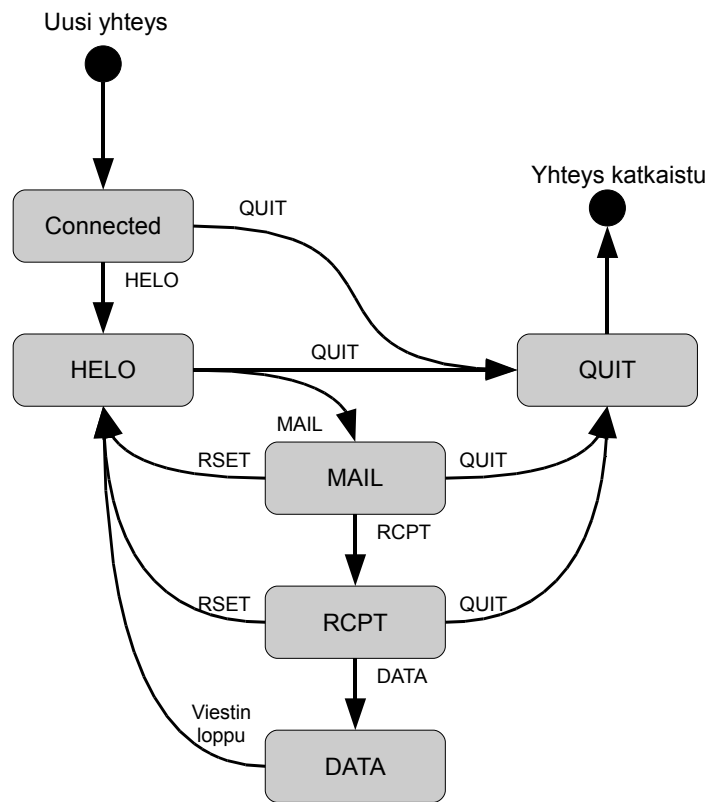 Uusi yhteys
Yhteys katkaistu
Connected
QUIT
HELO
HELO
QUIT
QUIT
MAIL
RSET
MAIL
QUIT
RCPT
RSET
RCPT
QUIT
DATA
Viestin
loppu
DATA